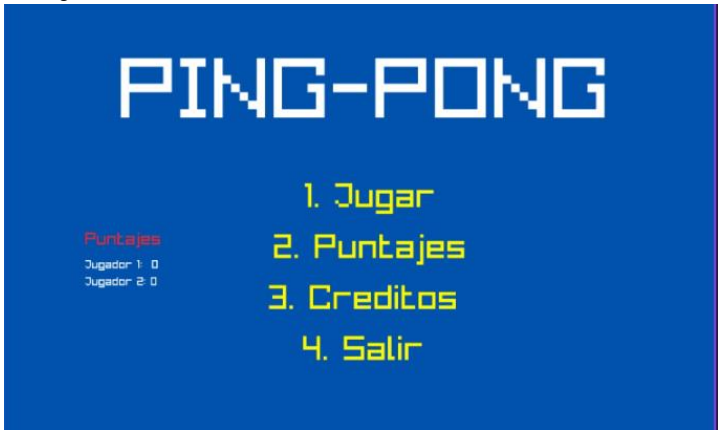 PING-PONG
1. Jugar
2. Puntajes
3. Creditos
4. Salir
Puntajes
Jugador 1: 0
Jugador 2: 0